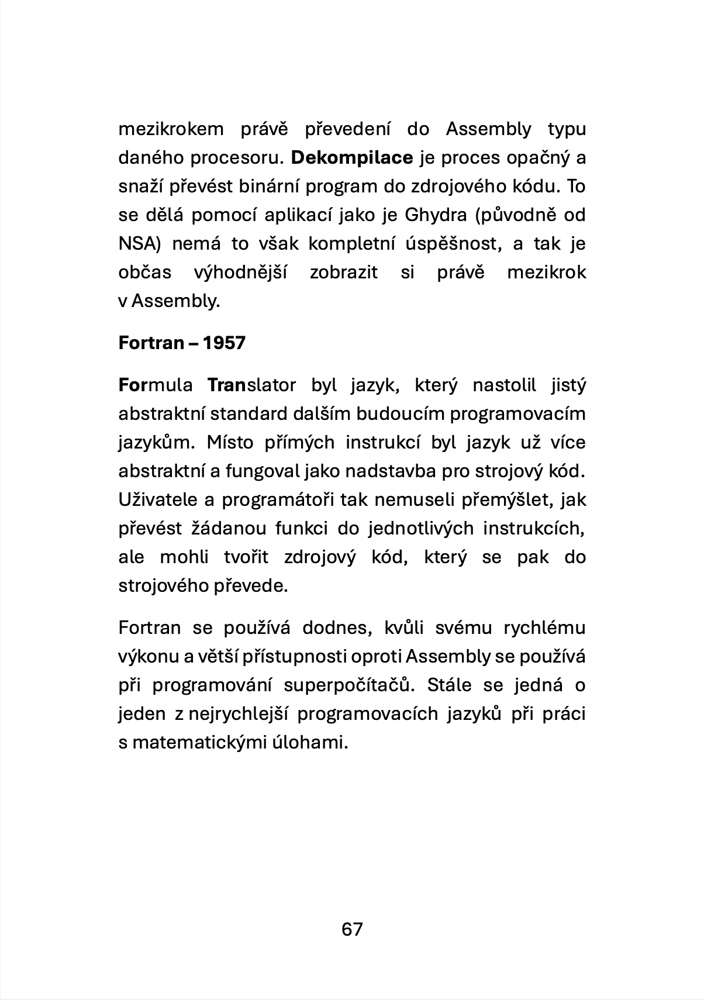 mezikrokem právě převedení do Assembly typu
daného procesoru. Dekompilace je proces opačný a
snaží převést binární program do zdrojového kódu. To
se dělá pomocí aplikací jako je Ghydra (původně od
NSA) nemá to však kompletní úspěšnost, a tak je
občas výhodnější zobrazit si právě mezikrok
v Assembly.
Fortran – 1957
Formula Translator byl jazyk, který nastolil jistý
abstraktní standard dalším budoucím programovacím
jazykům. Místo přímých instrukcí byl jazyk už více
abstraktní a fungoval jako nadstavba pro strojový kód.
Uživatele a programátoři tak nemuseli přemýšlet, jak
převést žádanou funkci do jednotlivých instrukcích,
ale mohli tvořit zdrojový kód, který se pak do
strojového převede.
Fortran se používá dodnes, kvůli svému rychlému
výkonu a větší přístupnosti oproti Assembly se používá
při programování superpočítačů. Stále se jedná o
jeden z nejrychlejší programovacích jazyků při práci
s matematickými úlohami.
67